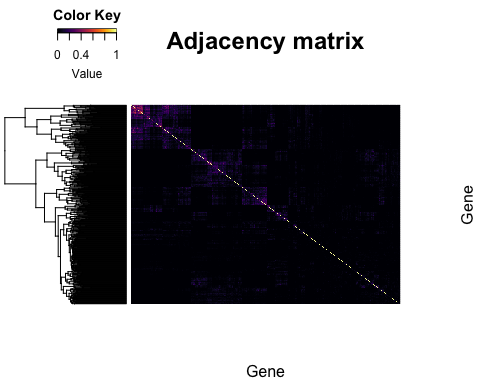 Color Key
0 0.4 1
Value
Adjacency matrix
Gene
Gene